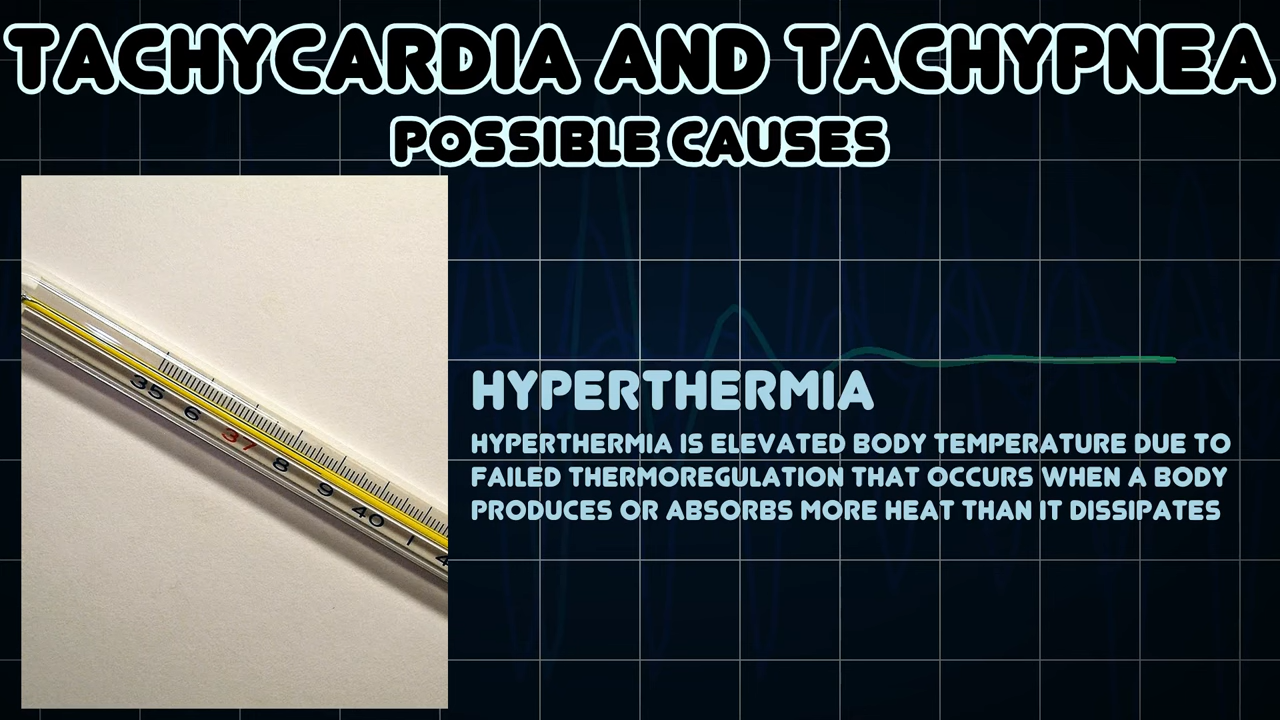 TACHYCARDIA AND TACHYPNEA
POSSIBLE CAUSES
35 6 37 8 9 40 1 4
HYPERTHERMIA
HYPERTHERMIA IS ELEVATED BODY TEMPERATURE DUE TO
FAILED THERMOREGULATION THAT OCCURS WHEN A BODY
PRODUCES OR ABSORBS MORE HEAT THAN IT DISSIPATES